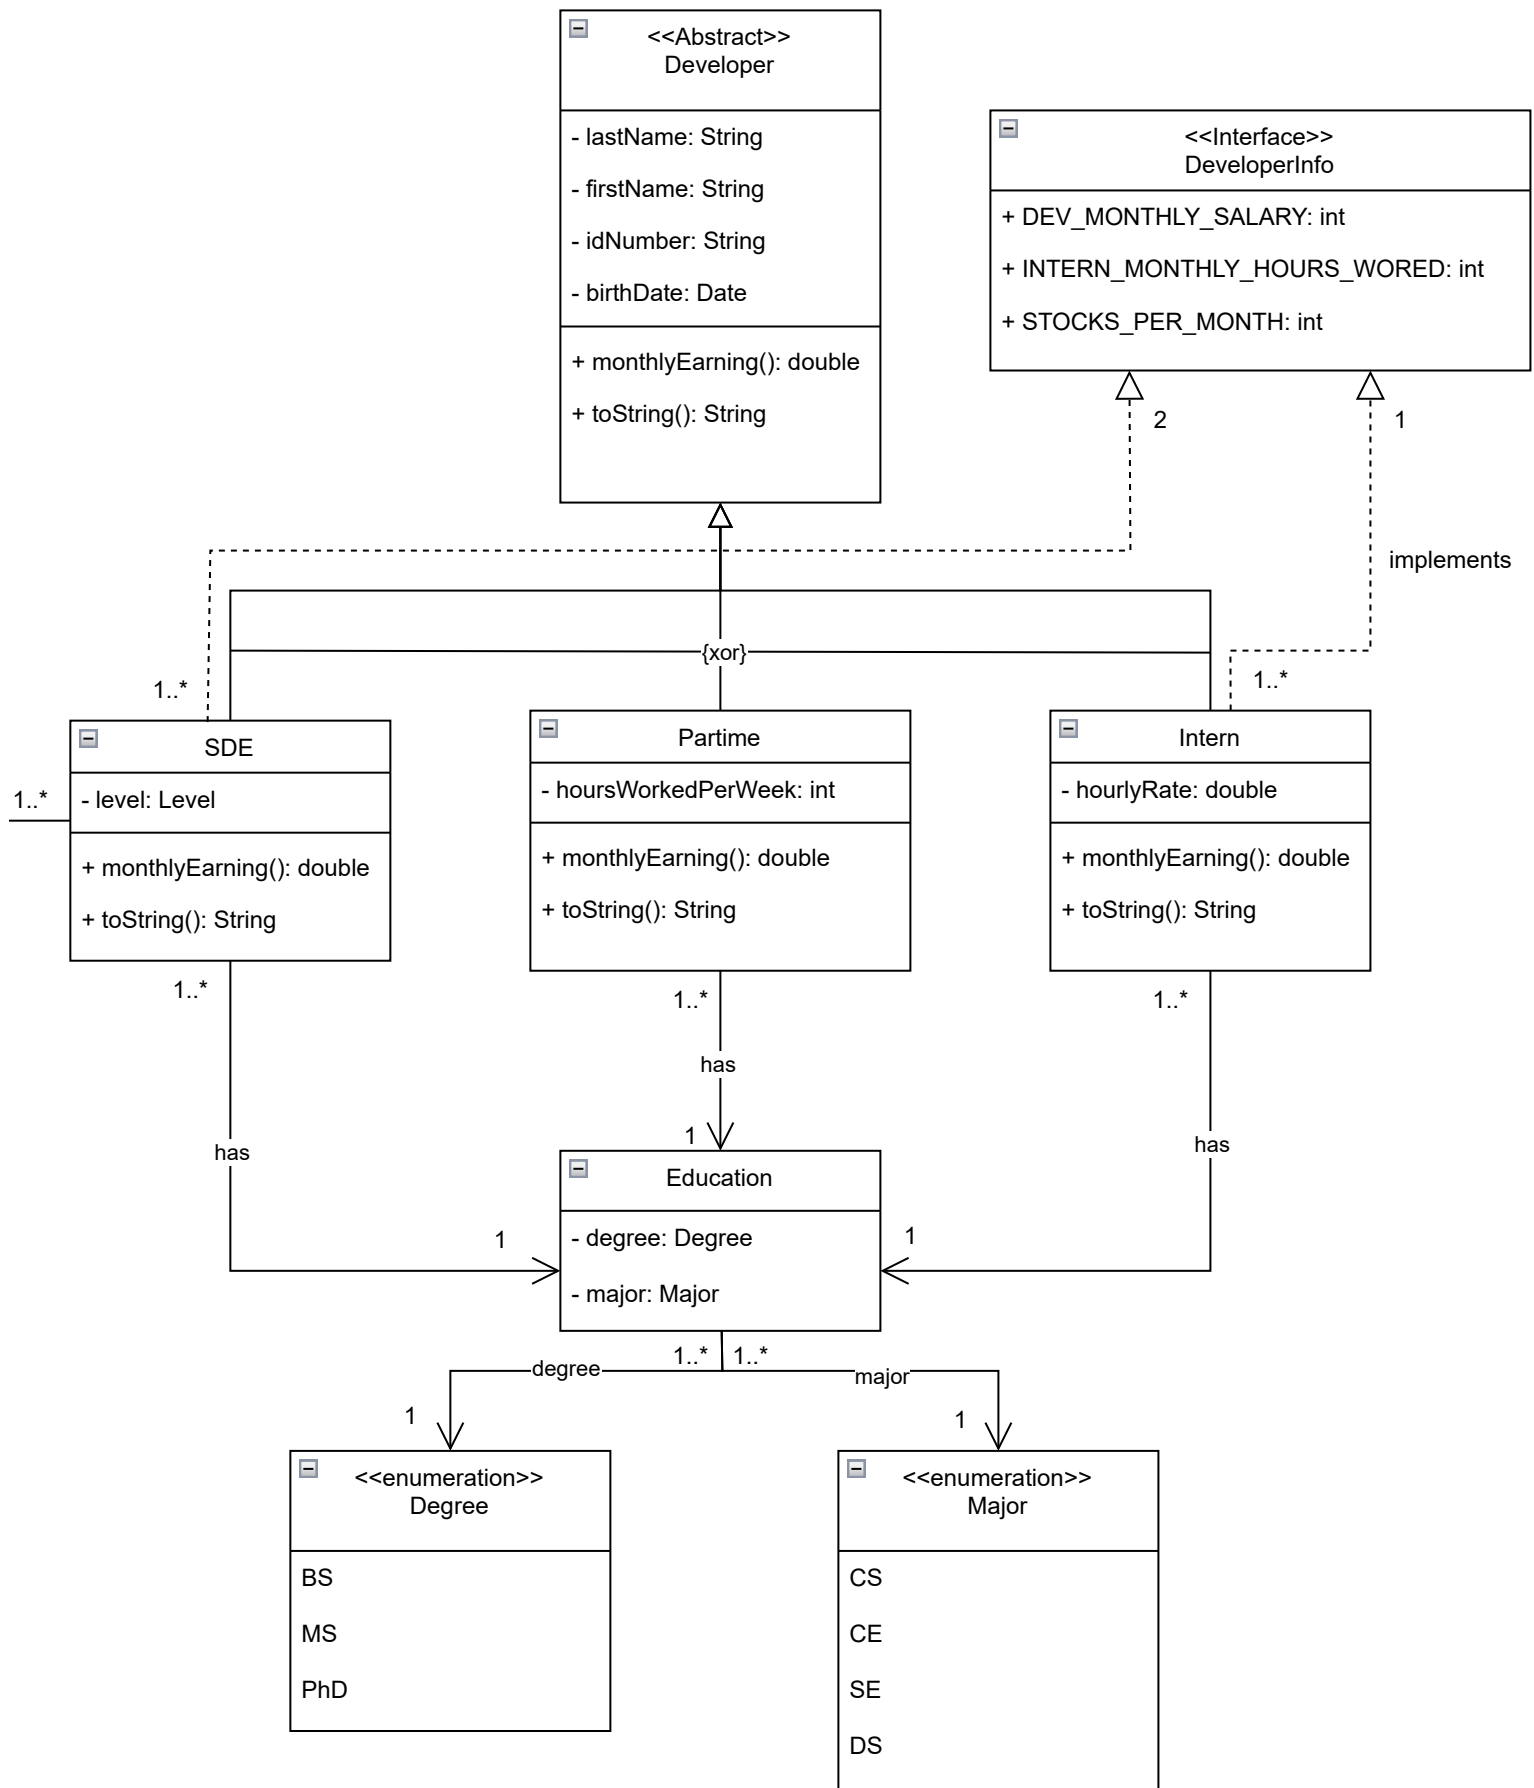 <<Abstract>>
Developer
- lastName: String
- firstName: String
- idNumber: String
- birthDate: Date
+ monthlyEarning(): double
+ toString(): String
<<Interface>>
DeveloperInfo
+ DEV_MONTHLY_SALARY: int
+ INTERN_MONTHLY_HOURS_WORED: int
+ STOCKS_PER_MONTH: int
2
1
implements
{xor}
1..*
1..*
SDE
- level: Level
+ monthlyEarning(): double
+ toString(): String
1..*
Partime
- hoursWorkedPerWeek: int
+ monthlyEarning(): double
+ toString(): String
Intern
- hourlyRate: double
+ monthlyEarning(): double
+ toString(): String
1..*
1..*
1..*
has
has
has
1
1
1
Education
- degree: Degree
- major: Major
1..*
1..*
degree
major
1
1
<<enumeration>>
Degree
BS
MS
PhD
<<enumeration>>
Major
CS
CE
SE
DS